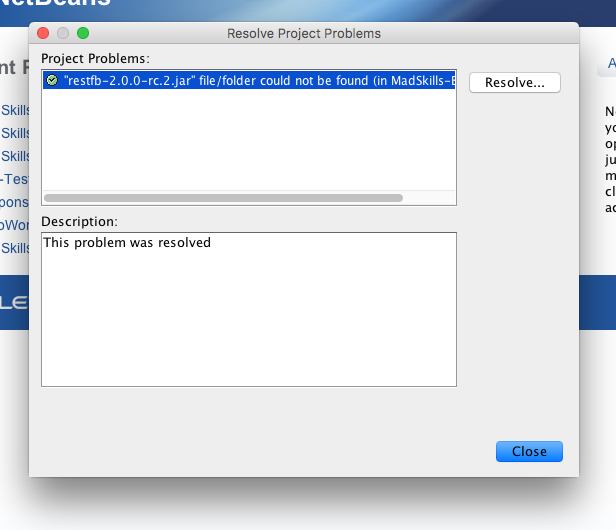 NetBeans
Resolve Project Problems
Project Problems:
"restfb-2.0.0-rc.2.jar" file/folder could not be found (in MadSkills-E
Resolve...
Description:
This problem was resolved
Close
nt
Skills
Skills
Skills
-Tes
pons
oWor
Skills
LE
A
N
yo
op
ju
m
cl
ac